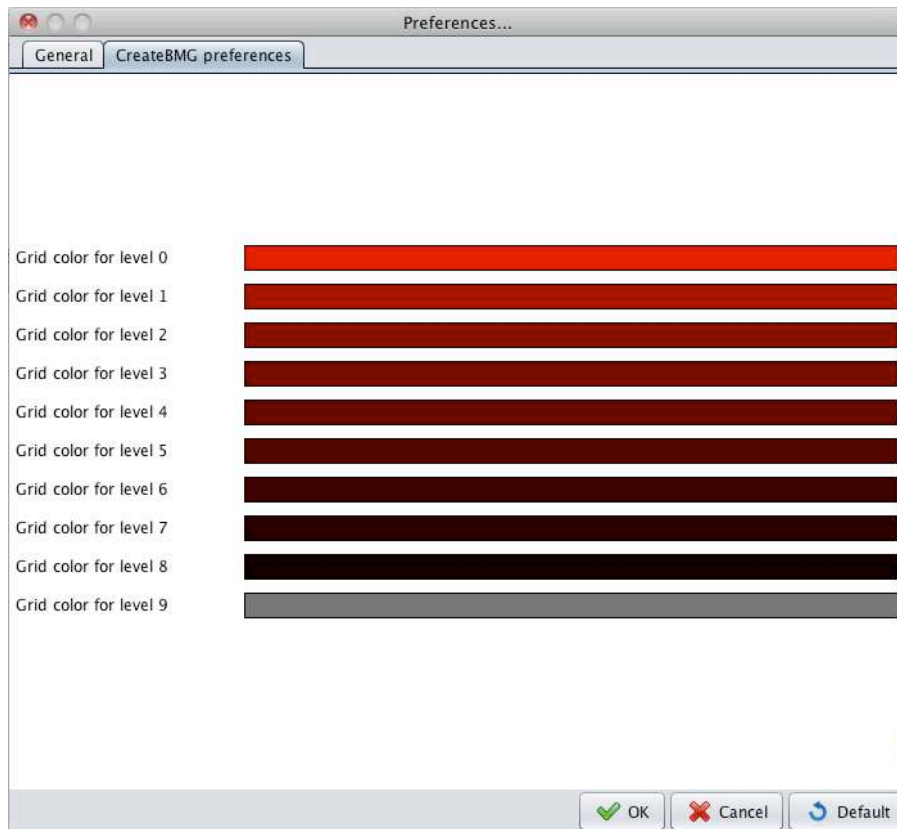 Preferences...
General CreateBMG preferences
Grid color for level 0
Grid color for level 1
Grid color for level 2
Grid color for level 3
Grid color for level 4
Grid color for level 5
Grid color for level 6
Grid color for level 7
Grid color for level 8
Grid color for level 9
OK Cancel Default